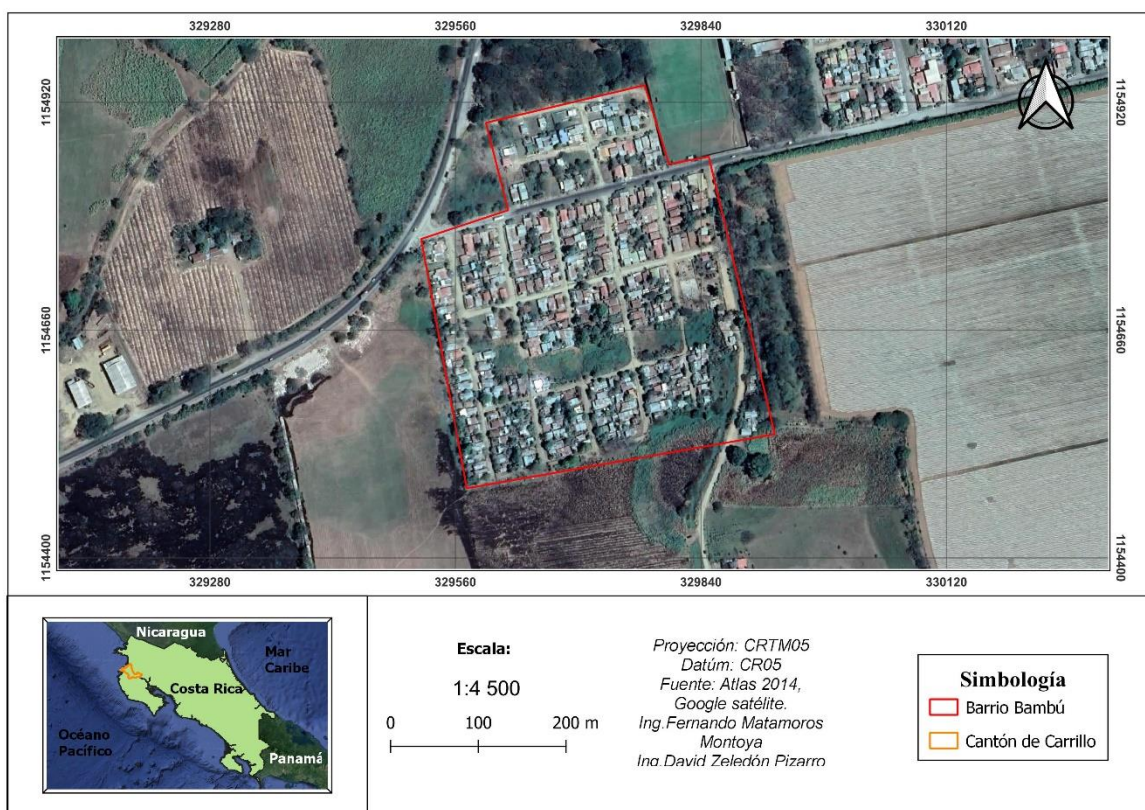 329280 329560 329840 330120
1154920 1154920
1154660 1154660
1154400 1154400
329280 329560 329840 330120
Nicaragua
Mar
Caribe
Costa Rica
Océano
Pacífico
Panamá
Escala:
1:4 500
0 100 200 m
Proyección: CRTM05
Datúm: CR05
Fuente: Atlas 2014,
Google satélite.
Ing.Fernando Matamoros
Montoya
Ing.David Zeledón Pizarro
Simbología
Barrio Bambú
Cantón de Carrillo